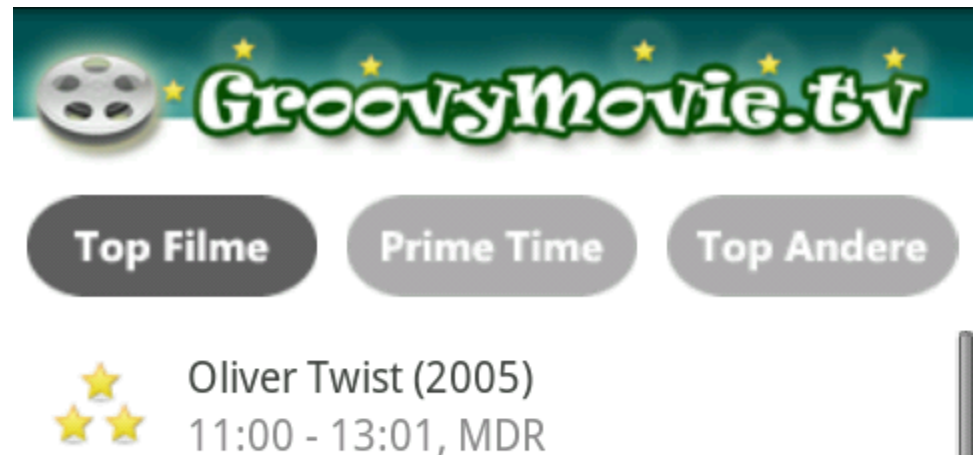 GroovyMovie.tv
Top Filme Prime Time Top Andere
Oliver Twist (2005)
11:00 - 13:01, MDR